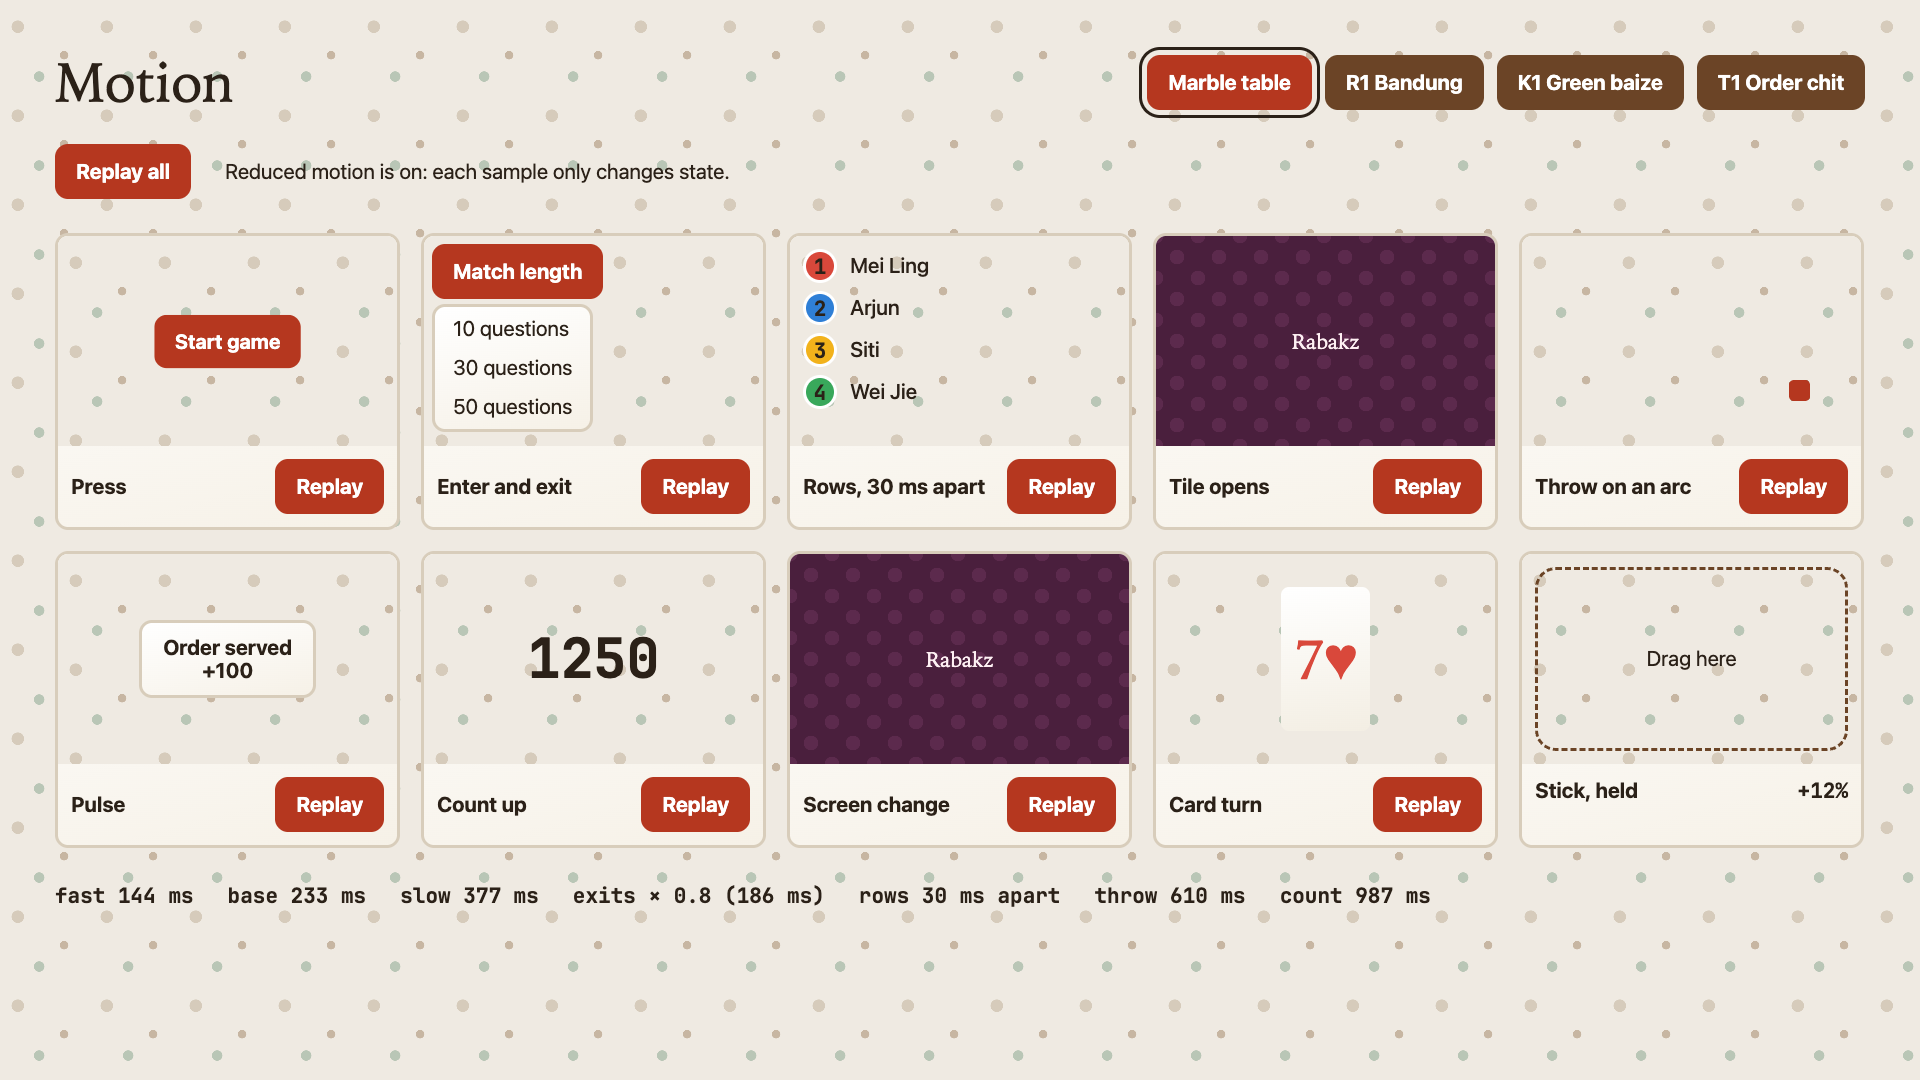 Motion
Marble table
R1 Bandung
K1 Green baize
T1 Order chit
Replay all
Reduced motion is on: each sample only changes state.
Start game
Press
Replay
Match length
10 questions
30 questions
50 questions
Enter and exit
Replay
1 Mei Ling
2 Arjun
3 Siti
4 Wei Jie
Rows, 30 ms apart
Replay
Rabakz
Tile opens
Replay
Throw on an arc
Replay
Order served
+100
Pulse
Replay
1250
Count up
Replay
Rabakz
Screen change
Replay
7♥
Card turn
Replay
Drag here
Stick, held
+12%
fast 144 ms base 233 ms slow 377 ms exits × 0.8 (186 ms) rows 30 ms apart throw 610 ms count 987 ms